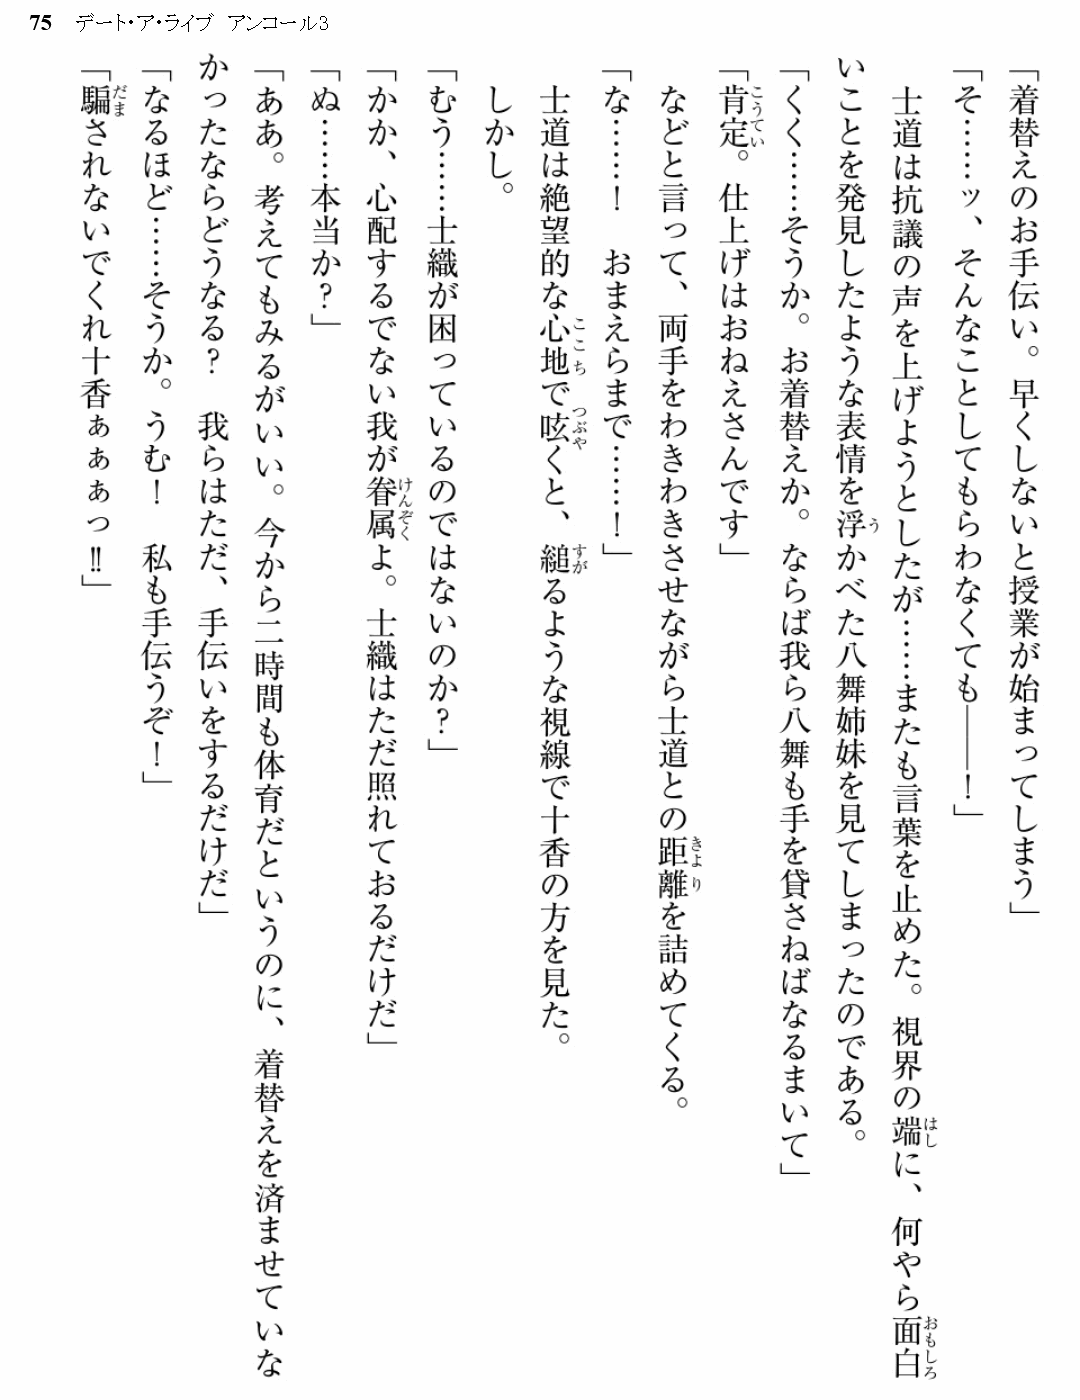 75 デート・ア・ライブ アンコール3
「着替えのお手伝い。早くしないと授業が始まってしまう」
「そ……ッ、そんなことしてもらわなくても――！」
　士道は抗議の声を上げようとしたが……またも言葉を止めた。視界の端に、何やら面白
いことを発見したような表情を浮かべた八舞姉妹を見てしまったのである。
「くく……そうか。お着替えか。ならば我ら八舞も手を貸さねばなるまいて」
「肯定。仕上げはおねえさんです」
　などと言って、両手をわきわきさせながら士道との距離を詰めてくる。
「な……！　おまえらまで……！」
　士道は絶望的な心地で呟くと、縋るような視線で十香の方を見た。
　しかし。
「むう……士織が困っているのではないのか？」
「かか、心配するでない我が眷属よ。士織はただ照れておるだけだ」
「ぬ……本当か？」
「ああ。考えてもみるがいい。今から二時間も体育だというのに、着替えを済ませていな
かったならどうなる？　我らはただ、手伝いをするだけだ」
「なるほど……そうか。うむ！　私も手伝うぞ！」
「騙されないでくれ十香ぁぁぁっ‼」